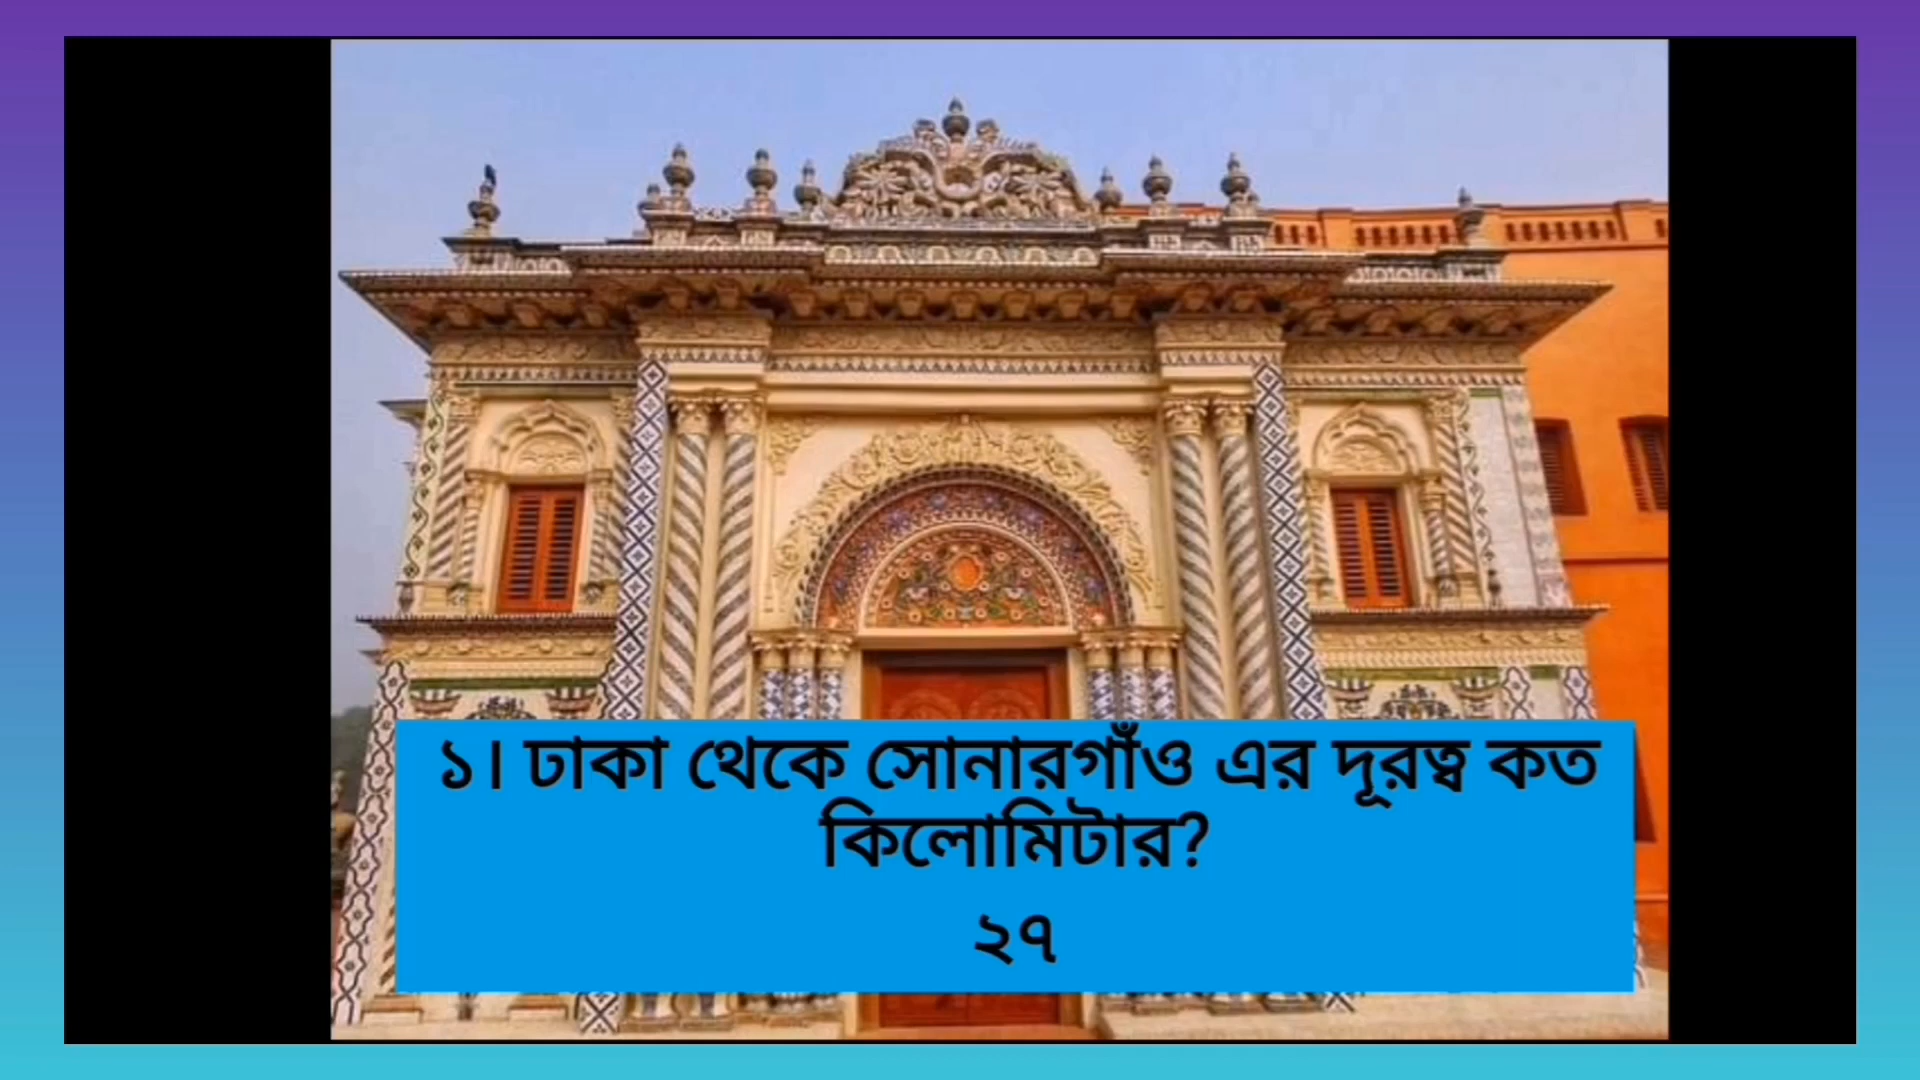 ১। ঢাকা থেকে সোনারগাঁও এর দূরত্ব কত
কিলোমিটার?
২৭